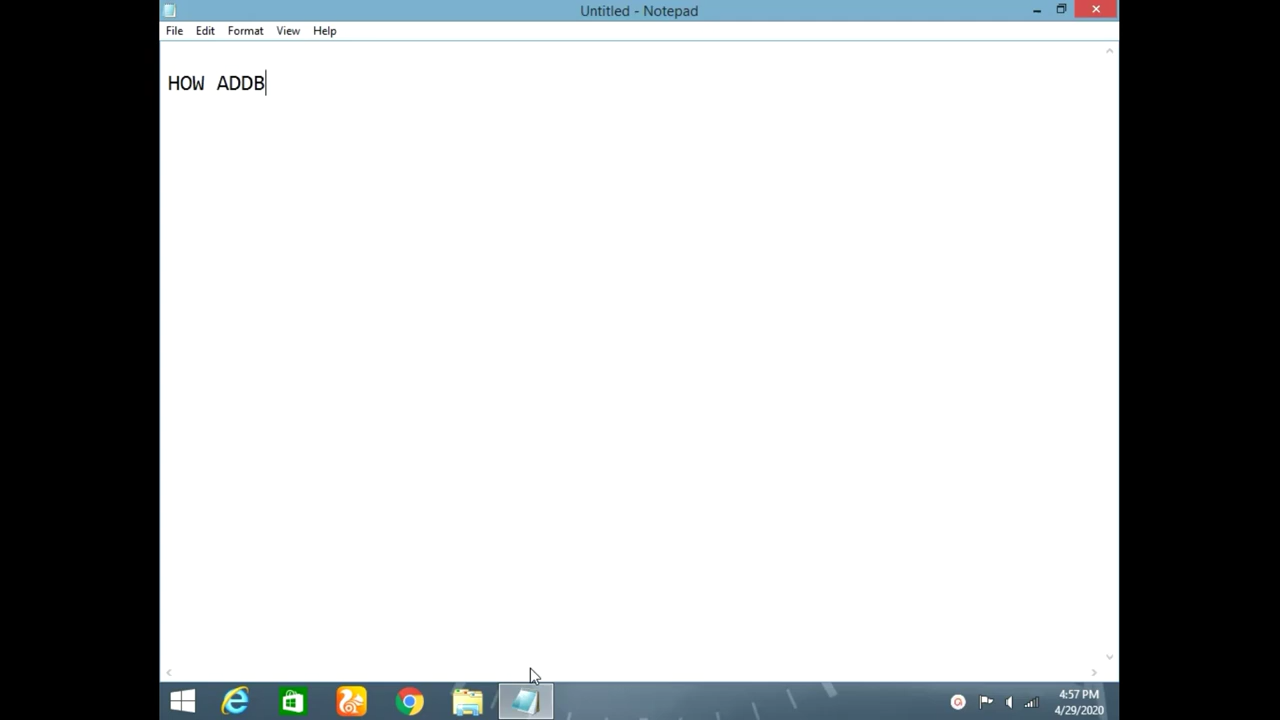 Untitled - Notepad
File Edit Format View Help
HOW ADDB
4:57 PM
4/29/2020